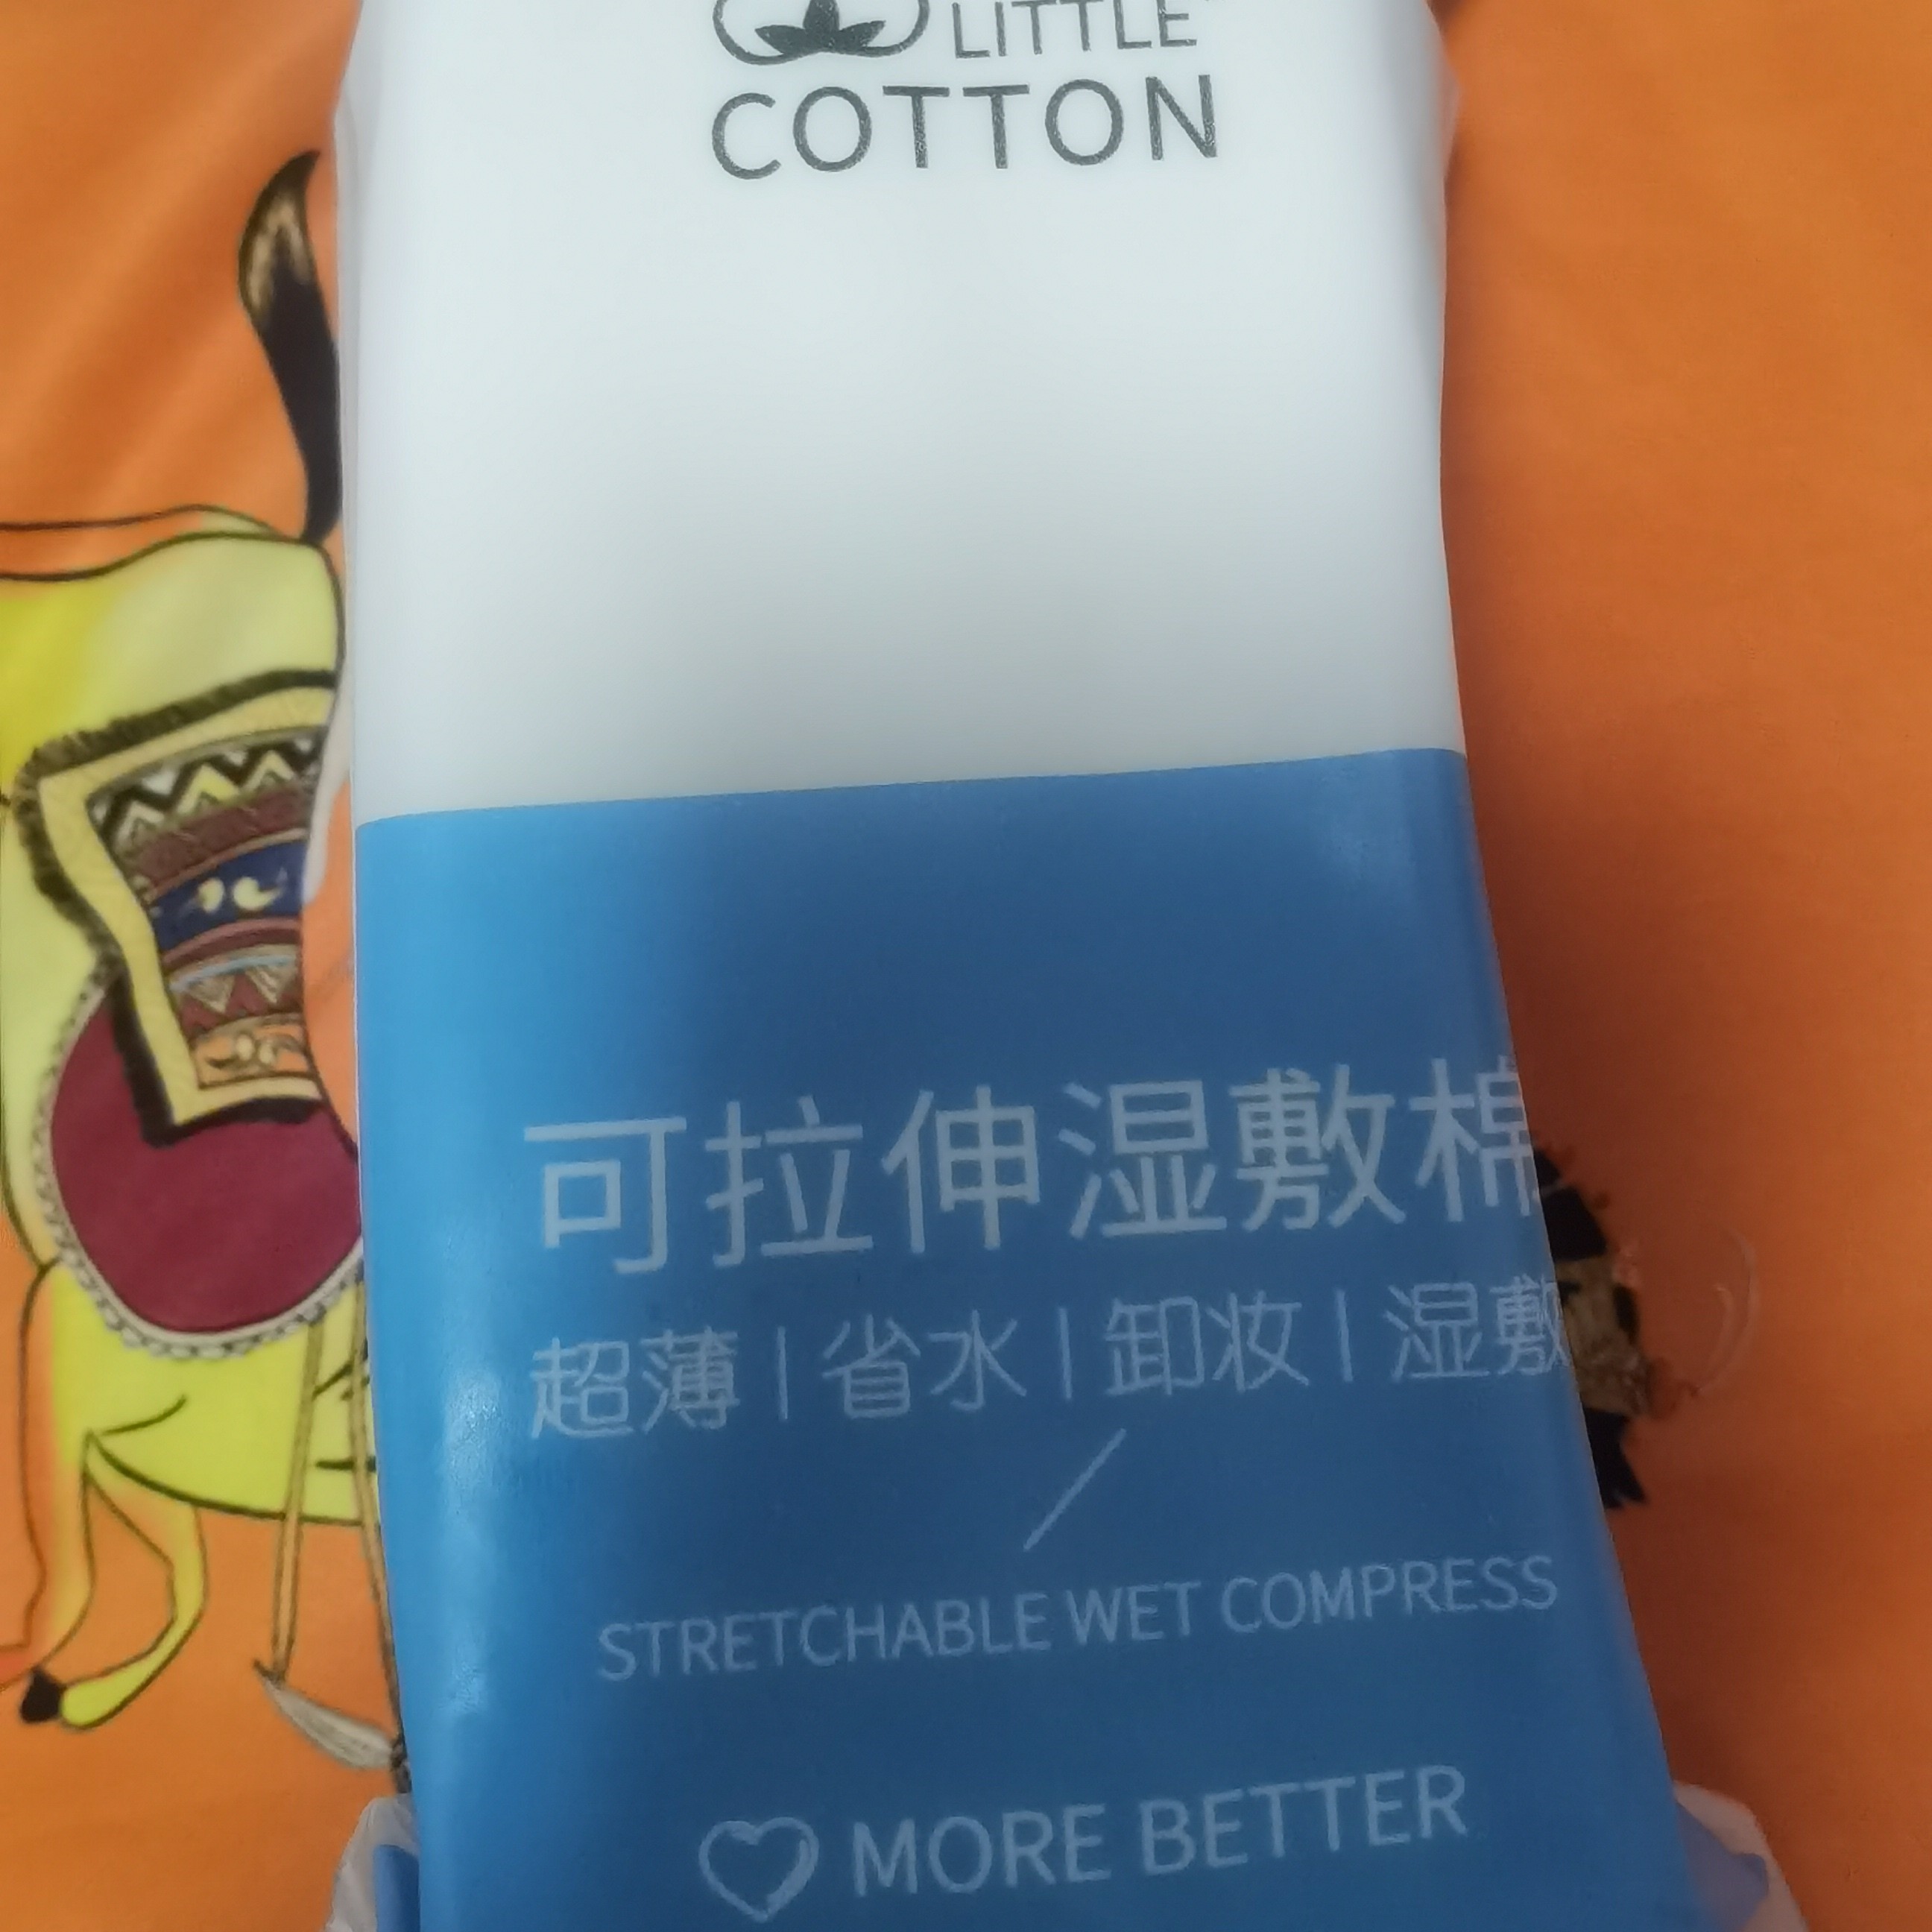 LITTLE
COTTON
可拉伸湿敷棉
超薄 | 省水 | 卸妆 | 湿敷
STRETCHABLE WET COMPRESS
MORE BETTER